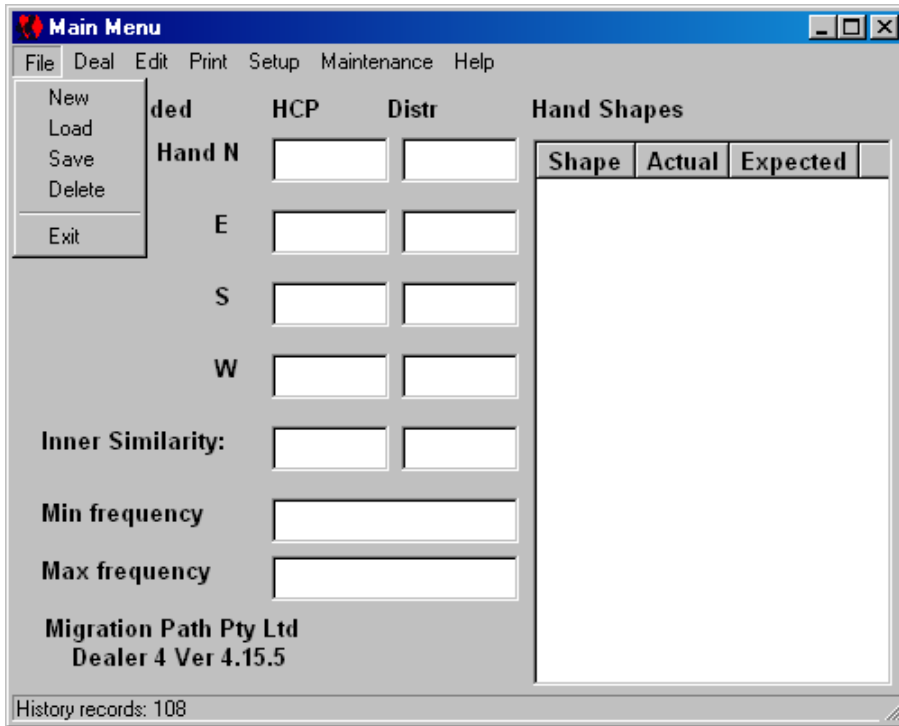 Main Menu
File Deal Edit Print Setup Maintenance Help
New
Load
Save
Delete
Exit
ded HCP Distr Hand Shapes
Hand N
Shape Actual Expected
E
S
W
Inner Similarity:
Min frequency
Max frequency
Migration Path Pty Ltd
Dealer 4 Ver 4.15.5
History records: 108